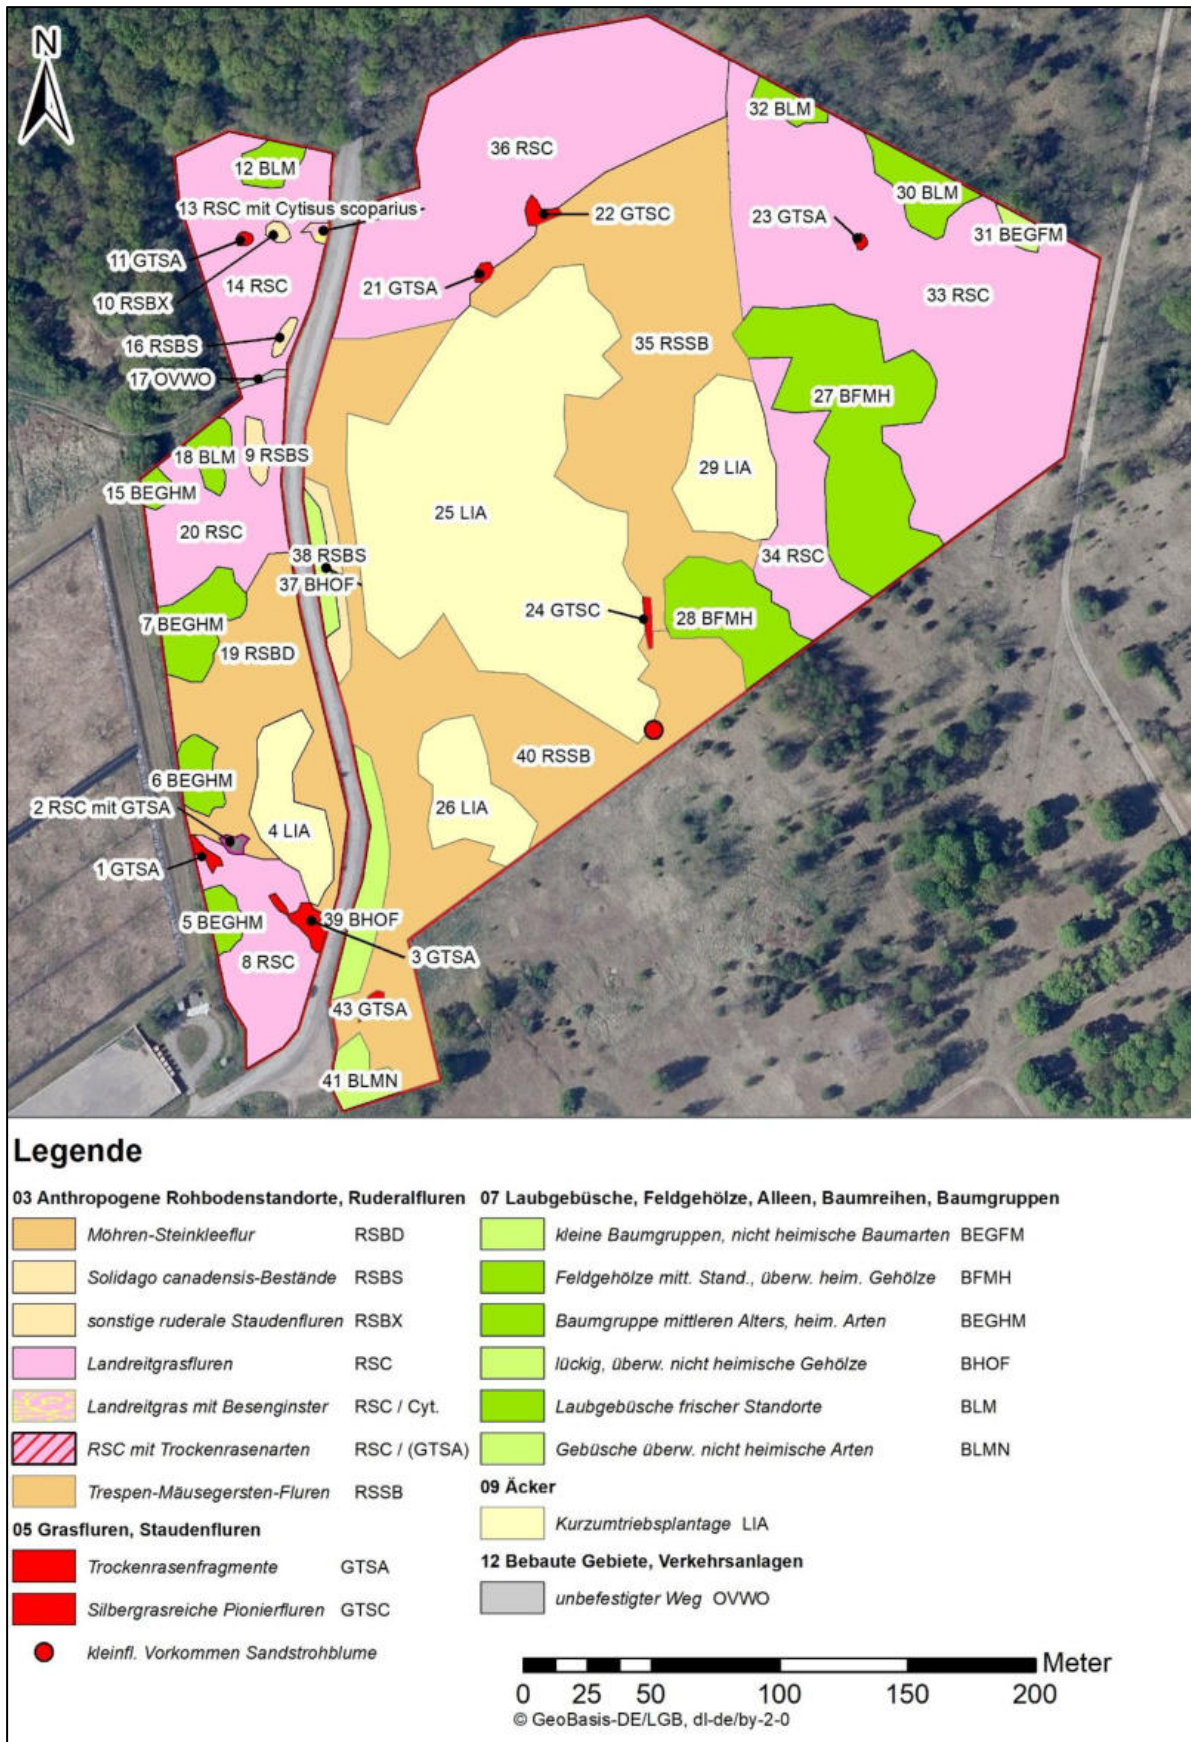 N
32 BLM
36 RSC
12 BLM
30 BLM
13 RSC mit Cytisus scoparius
22 GTSC
23 GTSA
31 BEGFM
11 GTSA
14 RSC
21 GTSA
33 RSC
10 RSBX
16 RSBS
35 RSSB
17 OVWO
27 BFMH
18 BLM
9 RSBS
29 LIA
15 BEGHM
25 LIA
20 RSC
38 RSBS
34 RSC
37 BHOF
24 GTSC
28 BFMH
7 BEGHM
19 RSBD
40 RSSB
6 BEGHM
2 RSC mit GTSA
26 LIA
4 LIA
1 GTSA
5 BEGHM
39 BHOF
8 RSC
3 GTSA
43 GTSA
41 BLMN
Legende
03 Anthropogene Rohbodenstandorte, Ruderalfluren
Möhren-Steinkleeflur RSBD
Solidago canadensis-Bestände RSBS
sonstige ruderale Staudenfluren RSBX
Landreitgrasfluren RSC
Landreitgras mit Besenginster RSC / Cyt.
RSC mit Trockenrasenarten RSC / (GTSA)
Trespen-Mäusegersten-Fluren RSSB
05 Grasfluren, Staudenfluren
Trockenrasenfragmente GTSA
Silbergrasreiche Pionierfluren GTSC
kleinfl. Vorkommen Sandstrohblume
07 Laubgebüsche, Feldgehölze, Alleen, Baumreihen, Baumgruppen
kleine Baumgruppen, nicht heimische Baumarten BEGFM
Feldgehölze mitt. Stand., überw. heim. Gehölze BFMH
Baumgruppe mittleren Alters, heim. Arten BEGHM
lückig, überw. nicht heimische Gehölze BHOF
Laubgebüsche frischer Standorte BLM
Gebüsche überw. nicht heimische Arten BLMN
09 Äcker
Kurzumtriebsplantage LIA
12 Bebaute Gebiete, Verkehrsanlagen
unbefestigter Weg OVWO
Meter
0 25 50 100 150 200
© GeoBasis-DE/LGB, dl-de/by-2-0